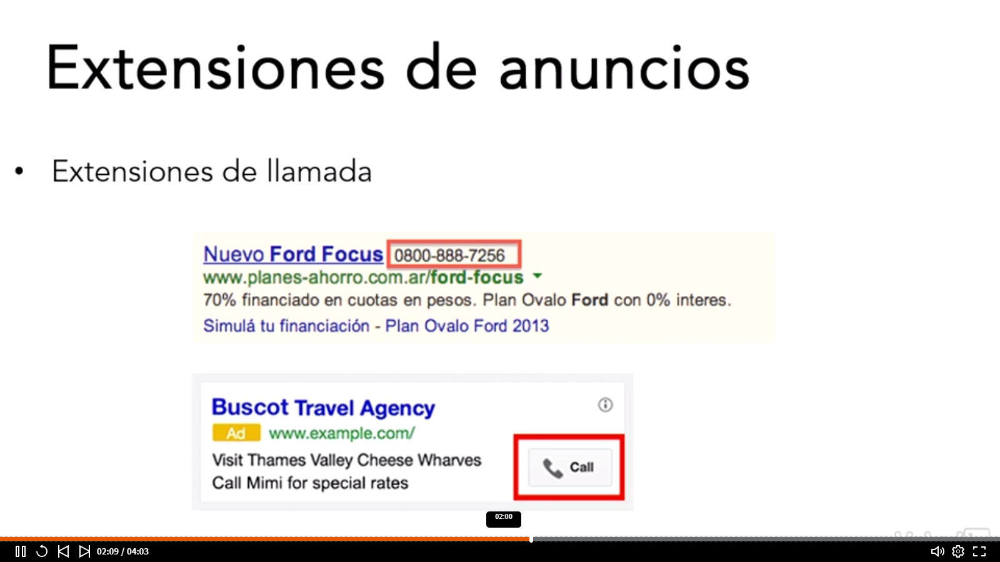 Extensiones de anuncios
• Extensiones de llamada
Nuevo Ford Focus 0800-888-7256
www.planes-ahorro.com.ar/ford-focus
70% financiado en cuotas en pesos. Plan Ovalo Ford con 0% interes.
Simulá tu financiación - Plan Ovalo Ford 2013
Buscot Travel Agency
Ad www.example.com/
Visit Thames Valley Cheese Wharves
Call Mimi for special rates
Call
02:00
02:09 / 04:03